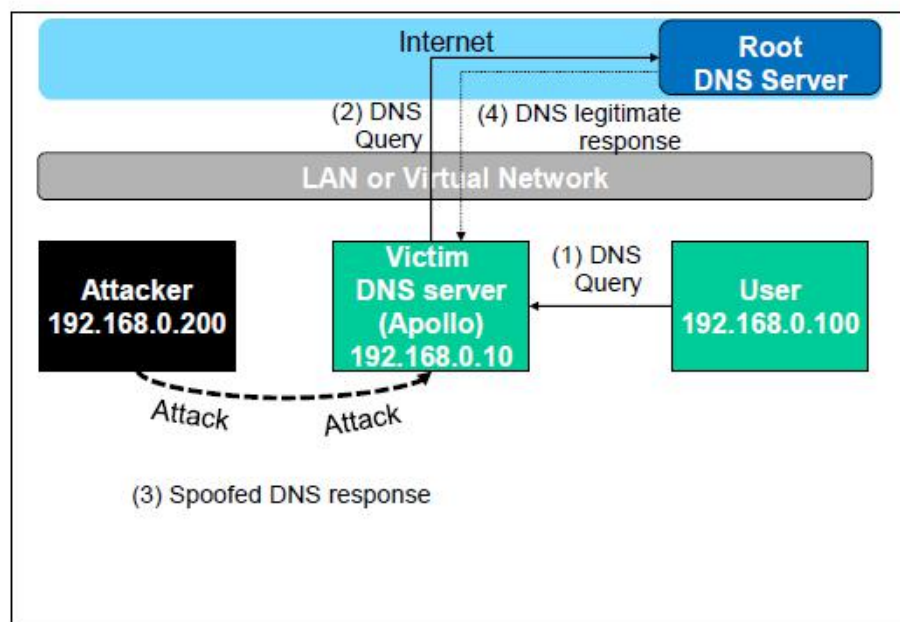 Internet
Root
DNS Server
(2) DNS
Query
(4) DNS legitimate
response
LAN or Virtual Network
Attacker
192.168.0.200
Victim
DNS server
(Apollo)
192.168.0.10
(1) DNS
Query
User
192.168.0.100
Attack
Attack
(3) Spoofed DNS response